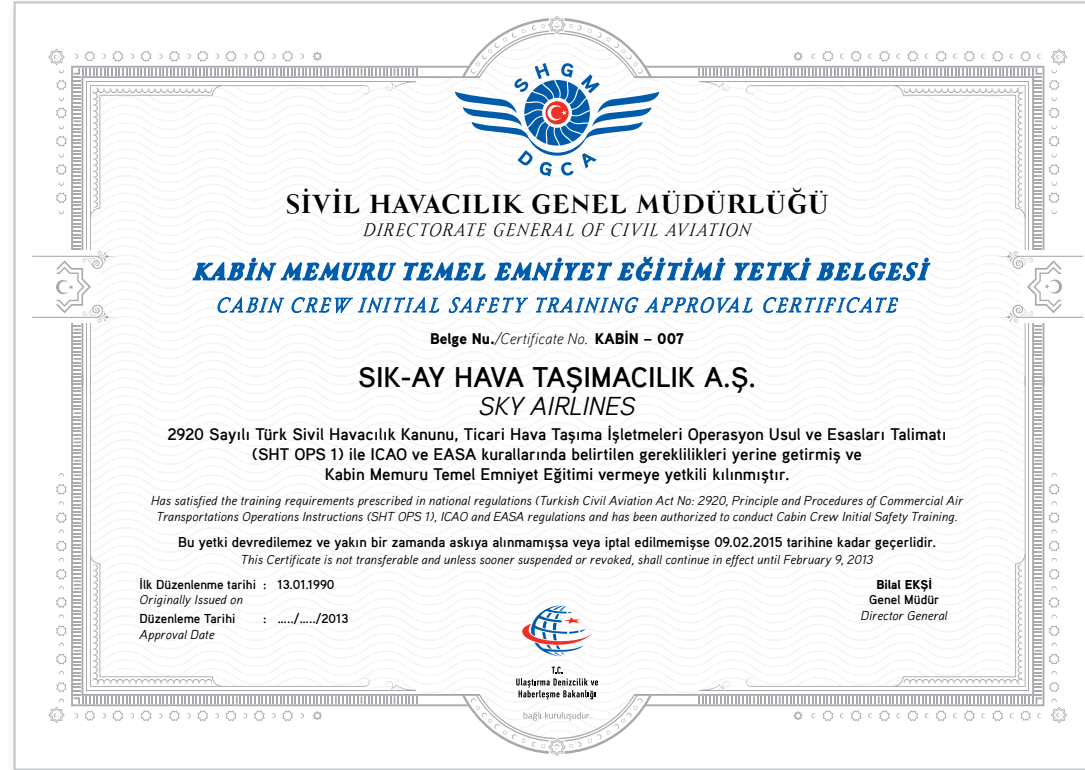 SHGM
DGCA
SİVİL HAVACILIK GENEL MÜDÜRLÜĞÜ
DIRECTORATE GENERAL OF CIVIL AVIATION
KABİN MEMURU TEMEL EMNİYET EĞİTİMİ YETKİ BELGESİ
CABIN CREW INITIAL SAFETY TRAINING APPROVAL CERTIFICATE
Belge Nu./Certificate No. KABİN – 007
SIK-AY HAVA TAŞIMACILIK A.Ş.
SKY AIRLINES
2920 Sayılı Türk Sivil Havacılık Kanunu, Ticari Hava Taşıma İşletmeleri Operasyon Usul ve Esasları Talimatı
(SHT OPS 1) ile ICAO ve EASA kurallarında belirtilen gereklilikleri yerine getirmiş ve
Kabin Memuru Temel Emniyet Eğitimi vermeye yetkili kılınmıştır.
Has satisfied the training requirements prescribed in national regulations (Turkish Civil Aviation Act No: 2920, Principle and Procedures of Commercial Air
Transportations Operations Instructions (SHT OPS 1), ICAO and EASA regulations and has been authorized to conduct Cabin Crew Initial Safety Training.
Bu yetki devredilemez ve yakın bir zamanda askıya alınmamışsa veya iptal edilmemişse 09.02.2015 tarihine kadar geçerlidir.
This Certificate is not transferable and unless sooner suspended or revoked, shall continue in effect until February 9, 2013
İlk Düzenlenme tarihi : 13.01.1990
Originally Issued on
Düzenleme Tarihi : ...../...../2013
Approval Date
Bilal EKŞİ
Genel Müdür
Director General
T.C.
Ulaştırma Denizcilik ve
Haberleşme Bakanlığı
bağlı kuruluşudur.